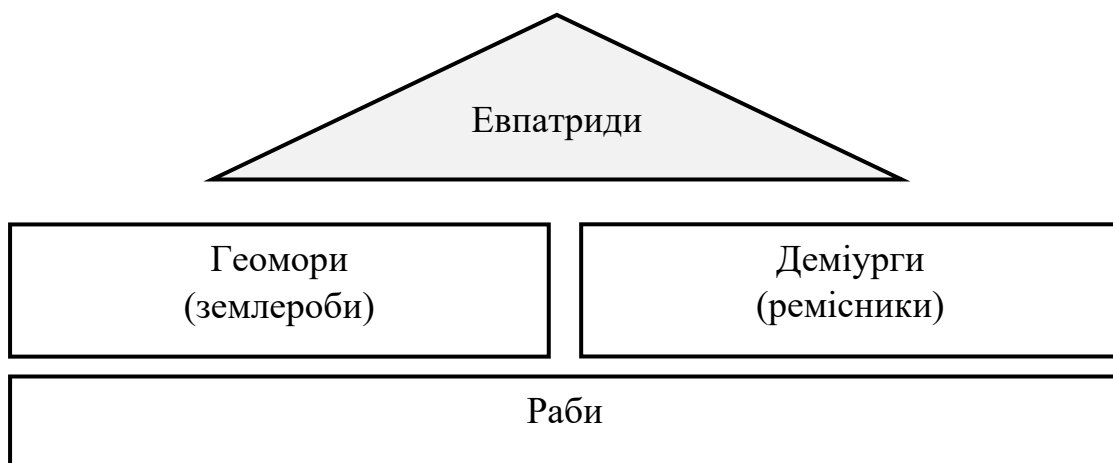 Евпатриди
Геомори
(землероби)
Деміурги
(ремісники)
Раби